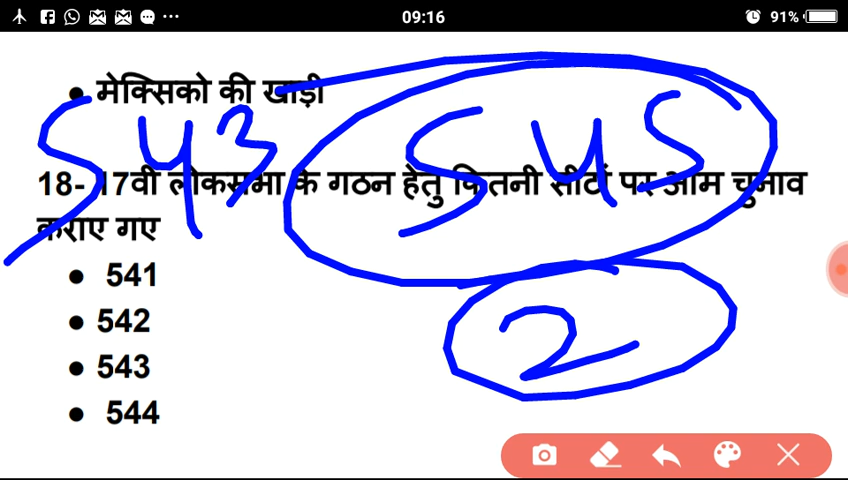 09:16
91%
● मेक्सिको की खाड़ी
543 545
18- 17वी लोकसभा के गठन हेतु कितनी सीटों पर आम चुनाव
कराए गए
● 541
● 542
2
● 543
● 544